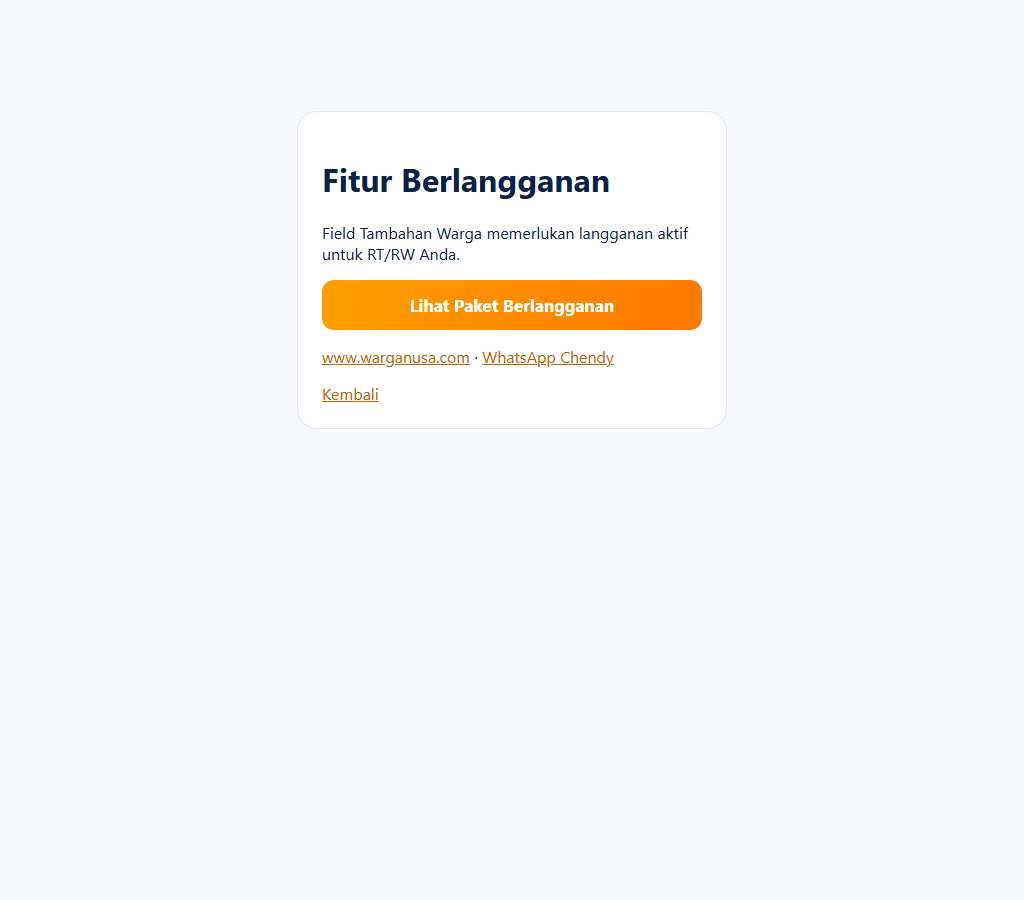 Fitur Berlangganan
Field Tambahan Warga memerlukan langganan aktif
untuk RT/RW Anda.
Lihat Paket Berlangganan
www.warganusa.com · WhatsApp Chendy
Kembali